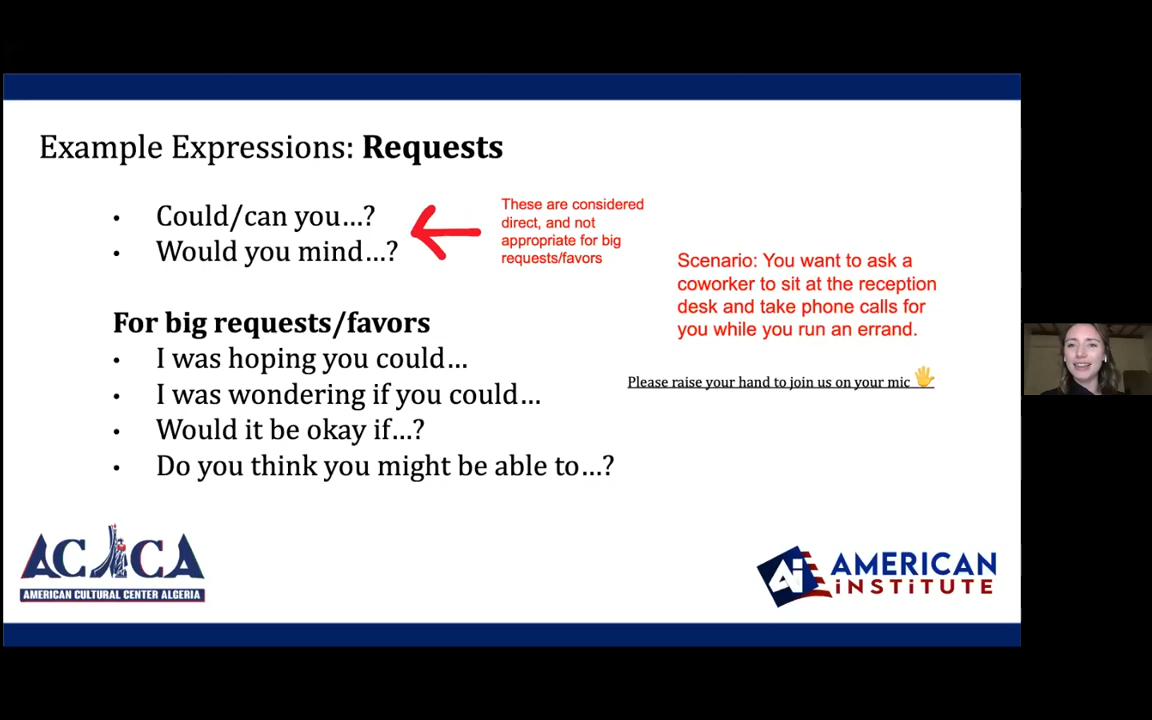 Example Expressions: Requests
• Could/can you...?
• Would you mind...?
These are considered
direct, and not
appropriate for big
requests/favors
Scenario: You want to ask a
coworker to sit at the reception
desk and take phone calls for
you while you run an errand.
Please raise your hand to join us on your mic 🖐
For big requests/favors
• I was hoping you could...
• I was wondering if you could...
• Would it be okay if...?
• Do you think you might be able to...?
ACCA
AMERICAN CULTURAL CENTER ALGERIA
Ai AMERICAN
iNSTiTUTE